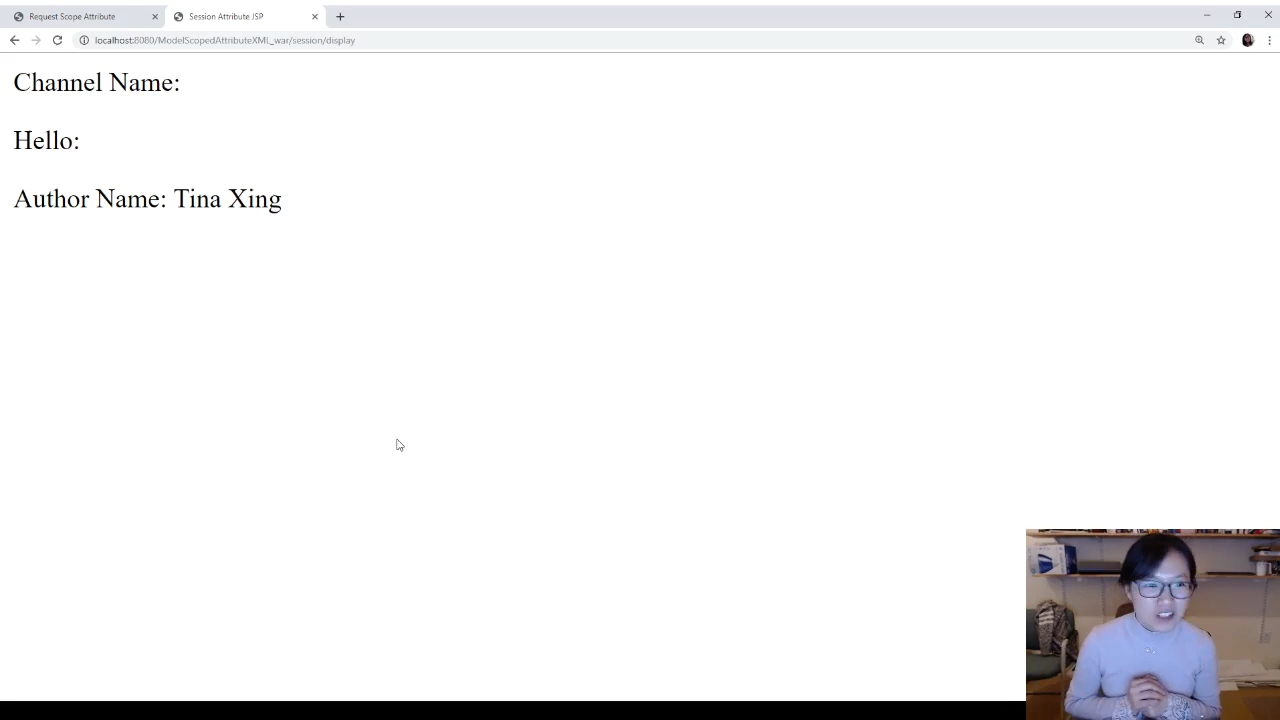 Request Scope Attribute
Session Attribute JSP
localhost:8080/ModelScopedAttributeXML_war/session/display
Channel Name:
Hello:
Author Name: Tina Xing